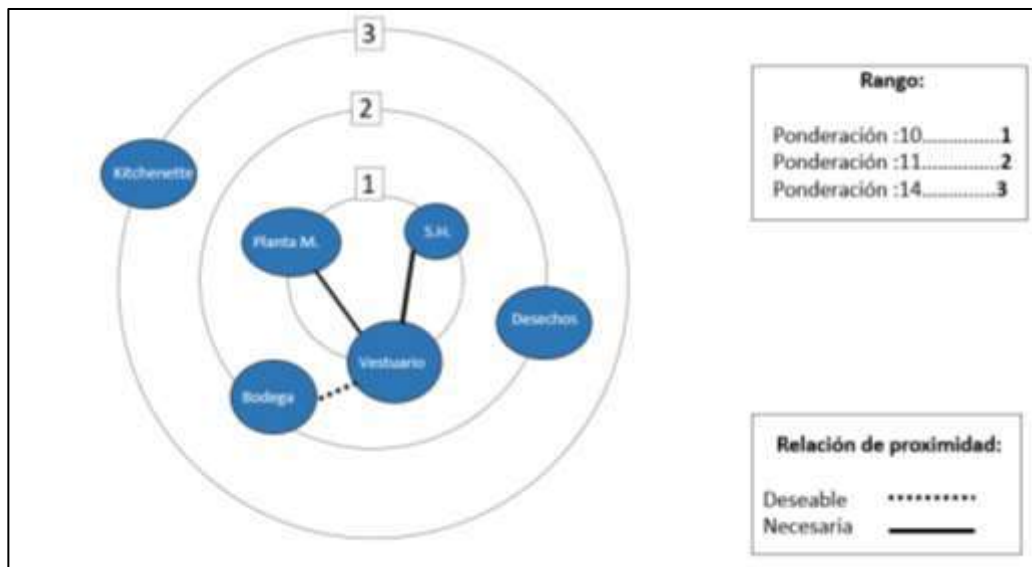 3
2
1
Kitchenette
Planta M.
S.H.
Desechos
Vestuario
Bodega
Rango:
Ponderación :10...............1
Ponderación :11...............2
Ponderación :14..............3
Relación de proximidad:
Deseable
Necesaria